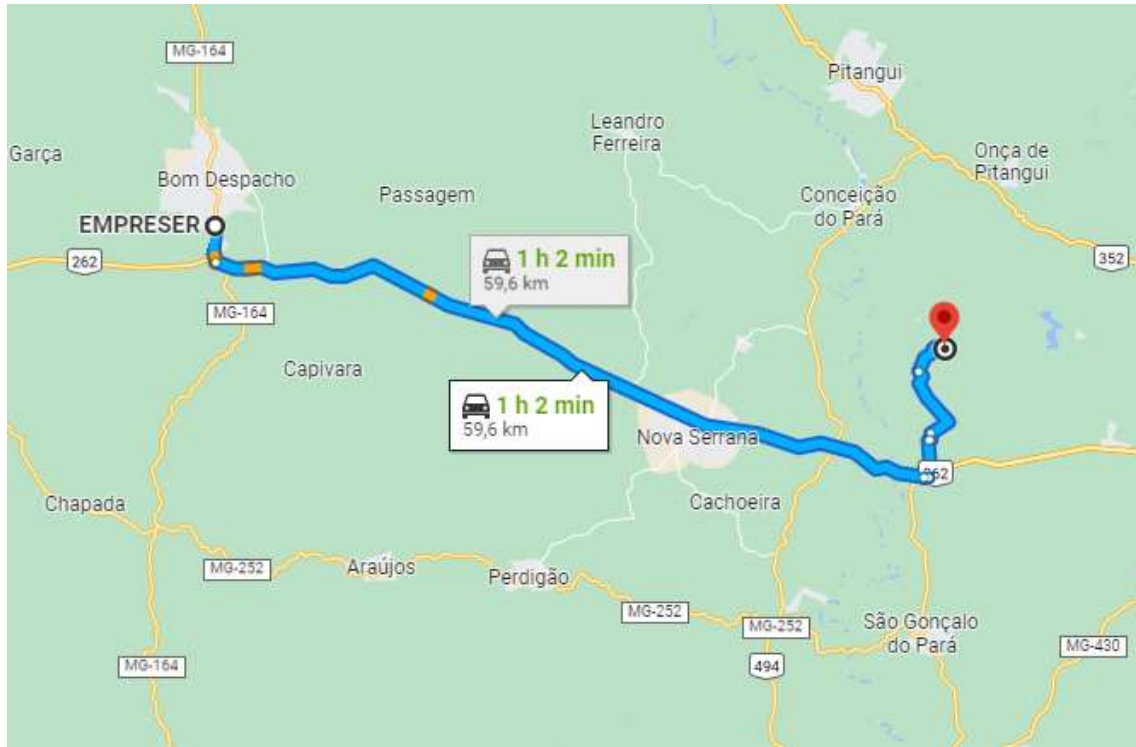 MG-164
Pitangui
Leandro
Ferreira
Garça
Onça de
Pitangui
Bom Despacho
Passagem
Conceição
do Pará
EMPRESER
262
1 h 2 min
59,6 km
352
MG-164
Capivara
1 h 2 min
59,6 km
Nova Serrana
262
Chapada
Cachoeira
MG-252
Araújos
Perdigão
MG-252
MG-252
São Gonçalo
do Pará
MG-430
MG-164
494